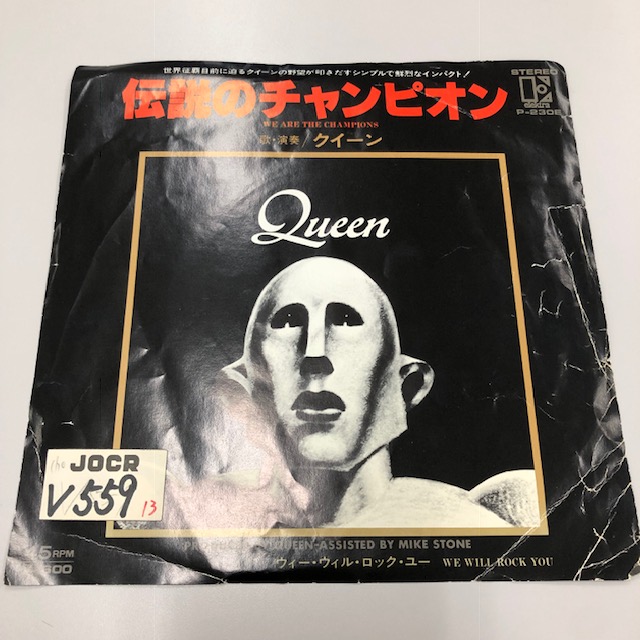 世界征覇目前に迫るクイーンの野望が叩きだすシンプルで鮮烈なインパクト!
STEREO
伝説のチャンピオン
elektra
WE ARE THE CHAMPIONS
P-230E
歌・演奏/クイーン
Queen
JOCR
V559 13
QUEEN-ASSISTED BY MIKE STONE
RPM
ウィー・ウィル・ロック・ユー WE WILL ROCK YOU